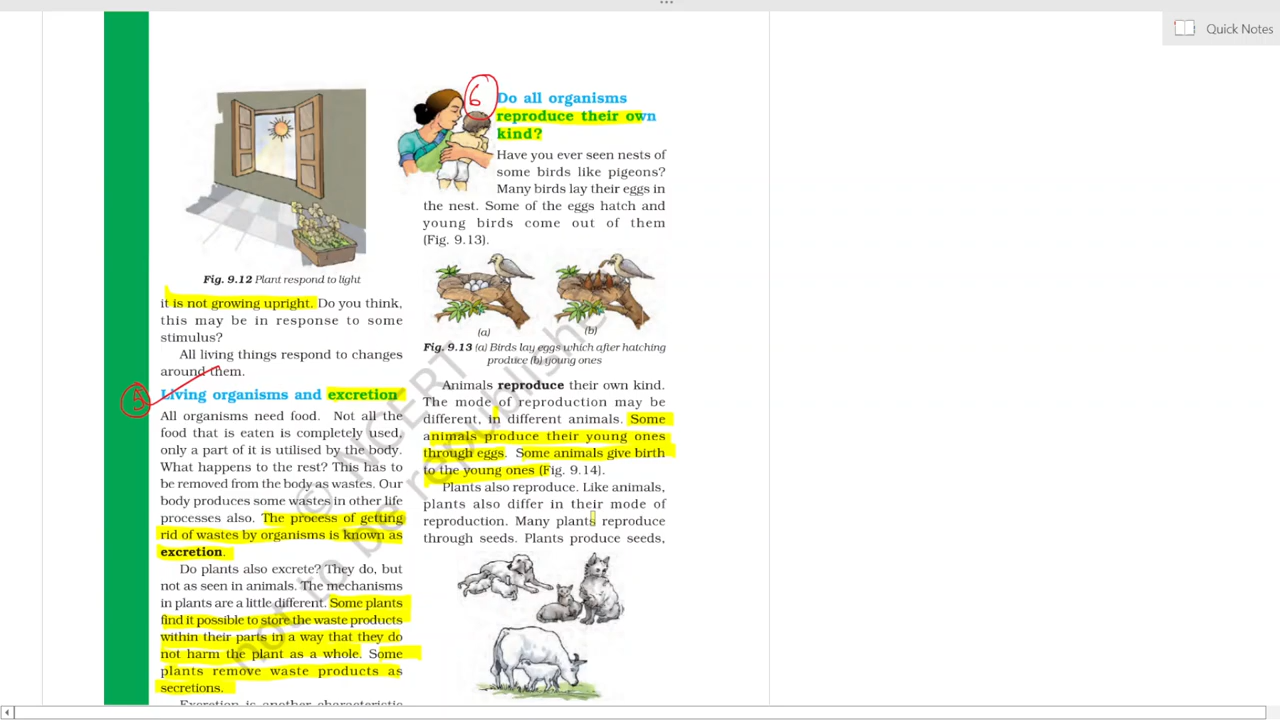 Quick Notes
Fig. 9.12 Plant respond to light
it is not growing upright. Do you think,
this may be in response to some
stimulus?
All living things respond to changes
around them.
5
Living organisms and excretion
All organisms need food. Not all the
food that is eaten is completely used,
only a part of it is utilised by the body.
What happens to the rest? This has to
be removed from the body as wastes. Our
body produces some wastes in other life
processes also. The process of getting
rid of wastes by organisms is known as
excretion.
Do plants also excrete? They do, but
not as seen in animals. The mechanisms
in plants are a little different. Some plants
find it possible to store the waste products
within their parts in a way that they do
not harm the plant as a whole. Some
plants remove waste products as
secretions.
Excretion is another characteristic
6
Do all organisms
reproduce their own
kind?
Have you ever seen nests of
some birds like pigeons?
Many birds lay their eggs in
the nest. Some of the eggs hatch and
young birds come out of them
(Fig. 9.13).
(a) (b)
Fig. 9.13 (a) Birds lay eggs which after hatching
produce (b) young ones
Animals reproduce their own kind.
The mode of reproduction may be
different, in different animals. Some
animals produce their young ones
through eggs. Some animals give birth
to the young ones (Fig. 9.14).
Plants also reproduce. Like animals,
plants also differ in their mode of
reproduction. Many plants reproduce
through seeds. Plants produce seeds,
© NCERT
not to be republished